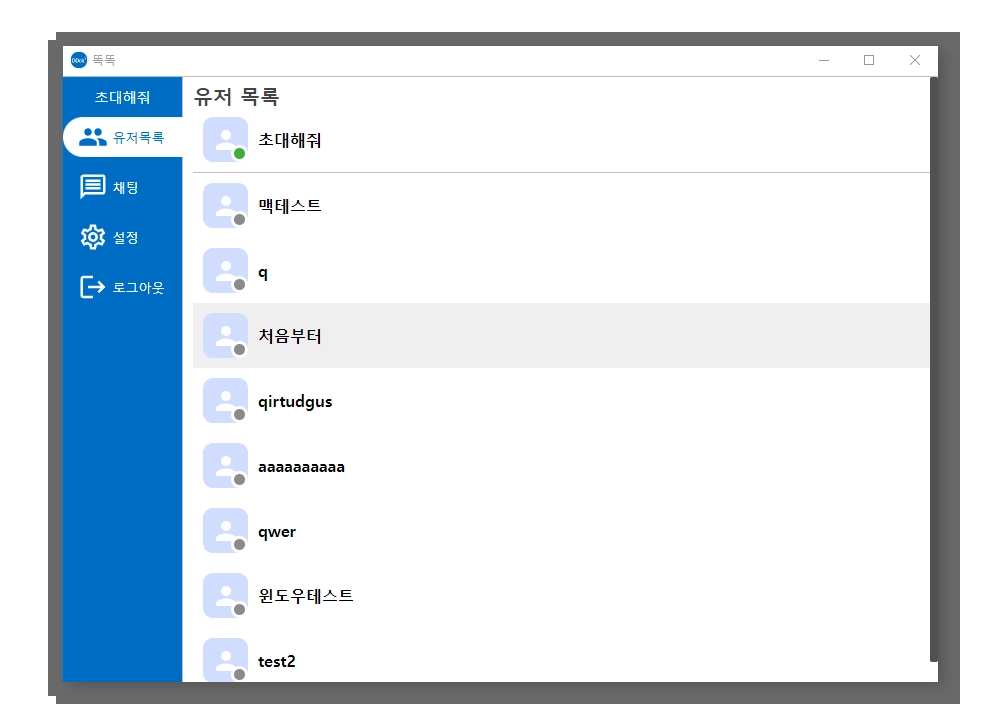 똑똑
초대해줘
유저목록
채팅
설정
로그아웃
유저 목록
초대해줘
맥테스트
q
처음부터
qirtudgus
aaaaaaaaaa
qwer
윈도우테스트
test2